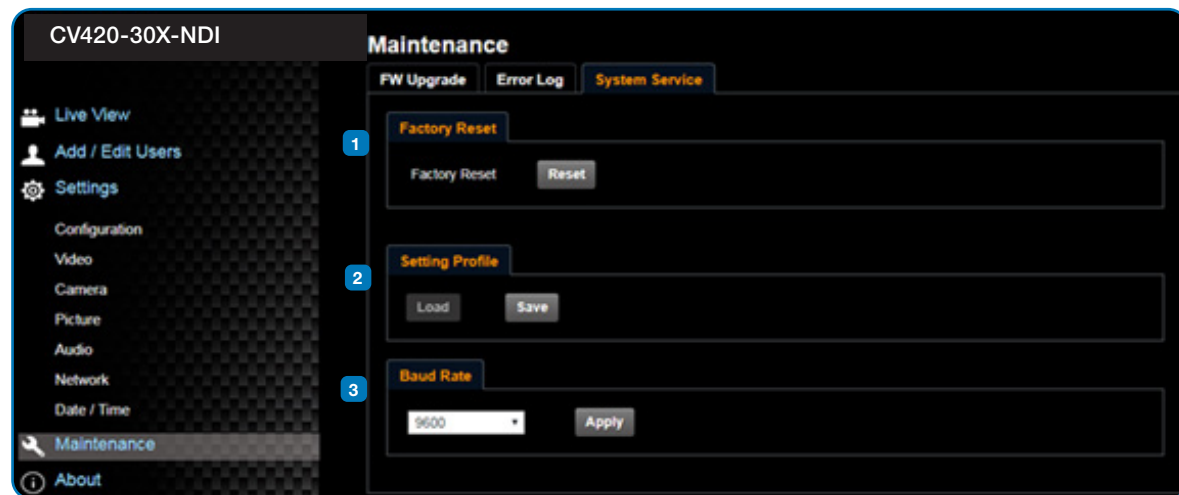 CV420-30X-NDI
Live View
Add / Edit Users
Settings
Configuration
Video
Camera
Picture
Audio
Network
Date / Time
Maintenance
About
Maintenance
FW Upgrade Error Log System Service
1
Factory Reset
Factory Reset Reset
2
Setting Profile
Load Save
3
Baud Rate
9600 Apply